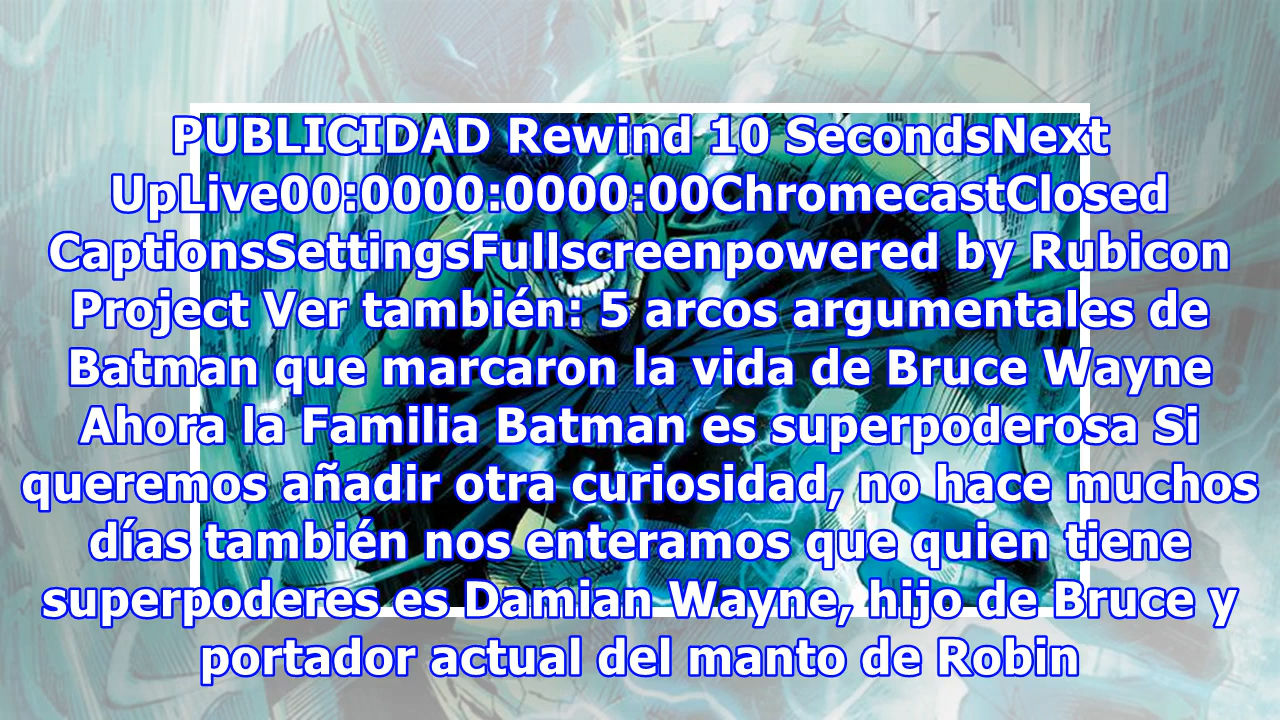 PUBLICIDAD Rewind 10 SecondsNext
UpLive00:0000:0000:00ChromecastClosed
CaptionsSettingsFullscreenpowered by Rubicon
Project Ver también: 5 arcos argumentales de
Batman que marcaron la vida de Bruce Wayne
Ahora la Familia Batman es superpoderosa Si
queremos añadir otra curiosidad, no hace muchos
días también nos enteramos que quien tiene
superpoderes es Damian Wayne, hijo de Bruce y
portador actual del manto de Robin